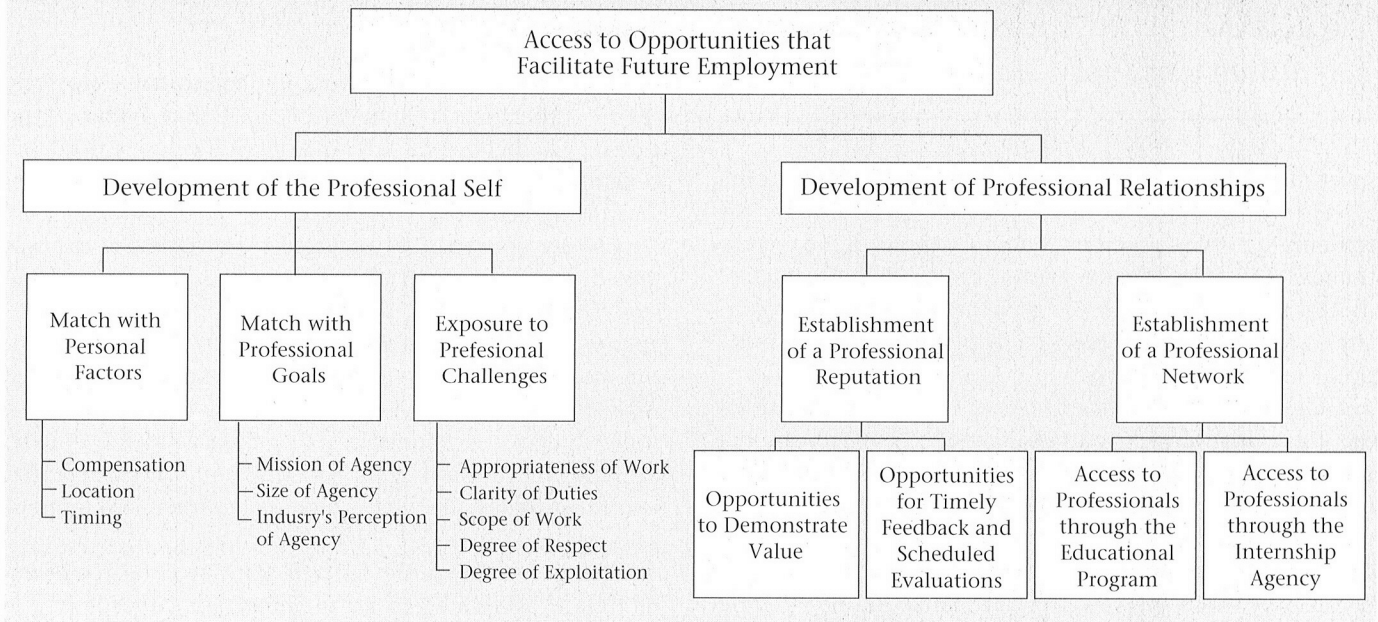 Access to Opportunities that
Facilitate Future Employment
Development of the Professional Self
Development of Professional Relationships
Match with
Personal
Factors
Match with
Professional
Goals
Exposure to
Prefesional
Challenges
Establishment
of a Professional
Reputation
Establishment
of a Professional
Network
Compensation
Location
Timing
Mission of Agency
Size of Agency
Indusry's Perception
of Agency
Appropriateness of Work
Clarity of Duties
Scope of Work
Degree of Respect
Degree of Exploitation
Opportunities
to Demonstrate
Value
Opportunities
for Timely
Feedback and
Scheduled
Evaluations
Access to
Professionals
through the
Educational
Program
Access to
Professionals
through the
Internship
Agency